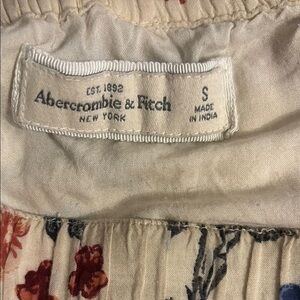 EST. 1892
Abercrombie & Fitch
NEW YORK
S
MADE
IN INDIA